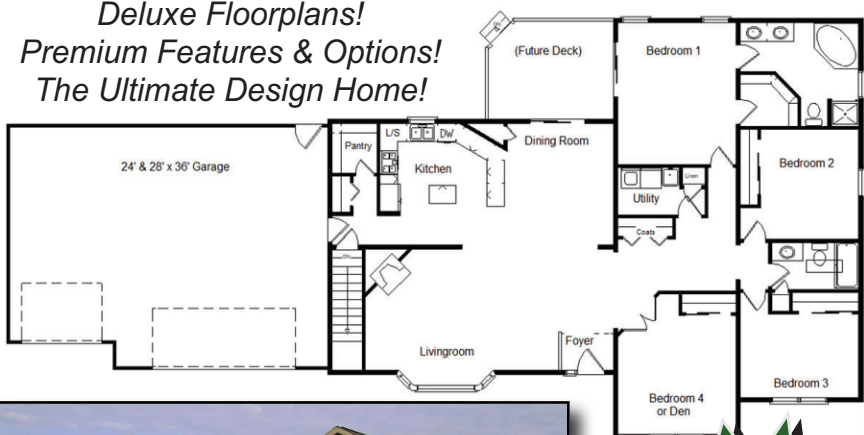 Deluxe Floorplans!
Premium Features & Options!
The Ultimate Design Home!
(Future Deck)
Bedroom 1
L/S
DW
Dining Room
Pantry
24' & 28' x 36' Garage
Kitchen
Bedroom 2
Linen
Utility
Coats
Foyer
Livingroom
Bedroom 3
Bedroom 4
or Den